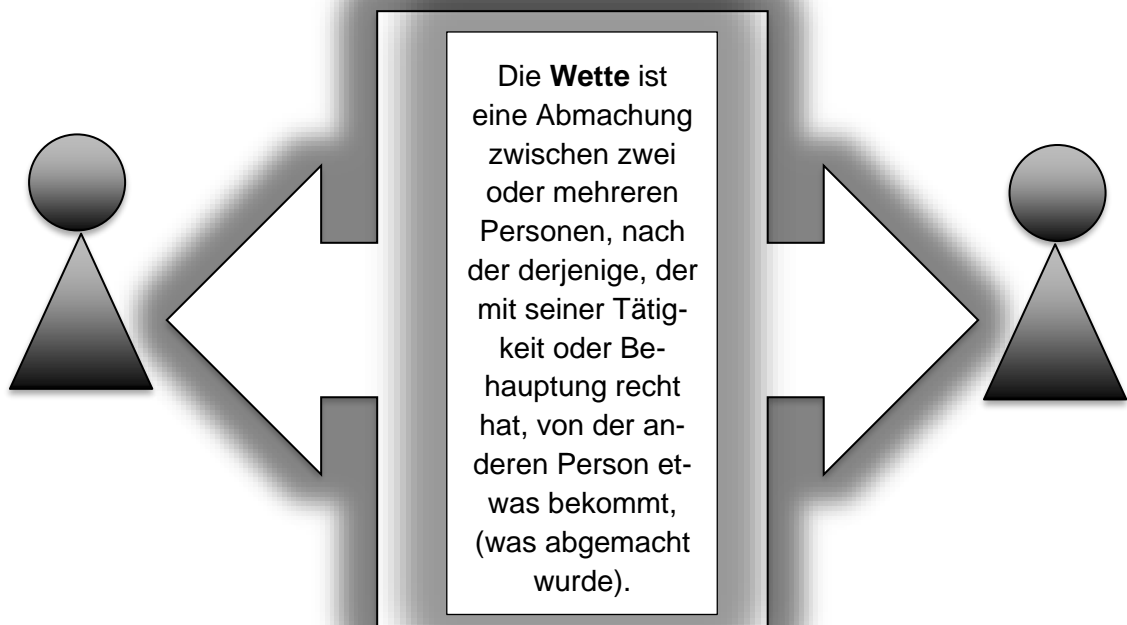 Die Wette ist
eine Abmachung
zwischen zwei
oder mehreren
Personen, nach
der derjenige, der
mit seiner Tätig-
keit oder Be-
hauptung recht
hat, von der an-
deren Person et-
was bekommt,
(was abgemacht
wurde).